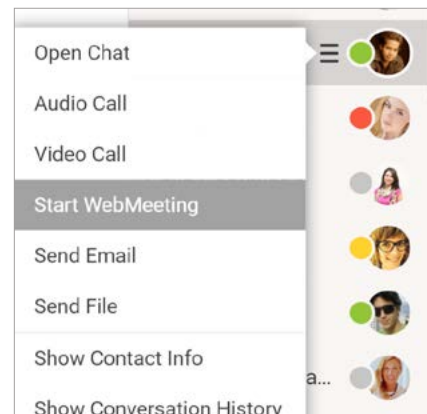 Open Chat
Audio Call
Video Call
Start WebMeeting
Send Email
Send File
Show Contact Info
a...
Show Conversation History